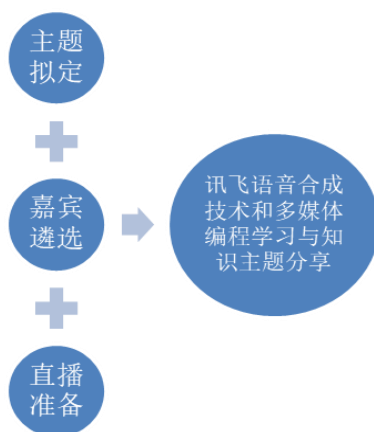 主题
拟定
嘉宾
遴选
直播
准备
讯飞语音合成
技术和多媒体
编程学习与知
识主题分享